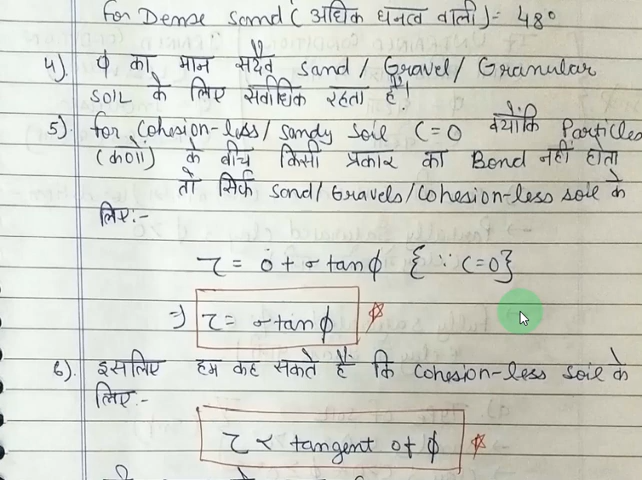 For Dense Sand (अधिक घनत्व वाली) = 48°
4). ϕ का मान सदैव Sand / Gravel / Granular
soil के लिए सर्वाधिक रहता है।
5). for Cohesion-less / Sandy Soil C=0 क्योंकि Particles
(कणों) के बीच किसी प्रकार का Bond नहीं होता
तो सिर्फ Sand / Gravels / Cohesion-less soil के
लिए:-
τ = 0 + σ tanϕ {∵ C=0}
⇒ τ = σ tanϕ
6). इसलिए हम कह सकते हैं कि Cohesion-less soil के
लिए:-
τ ∝ tangent of ϕ